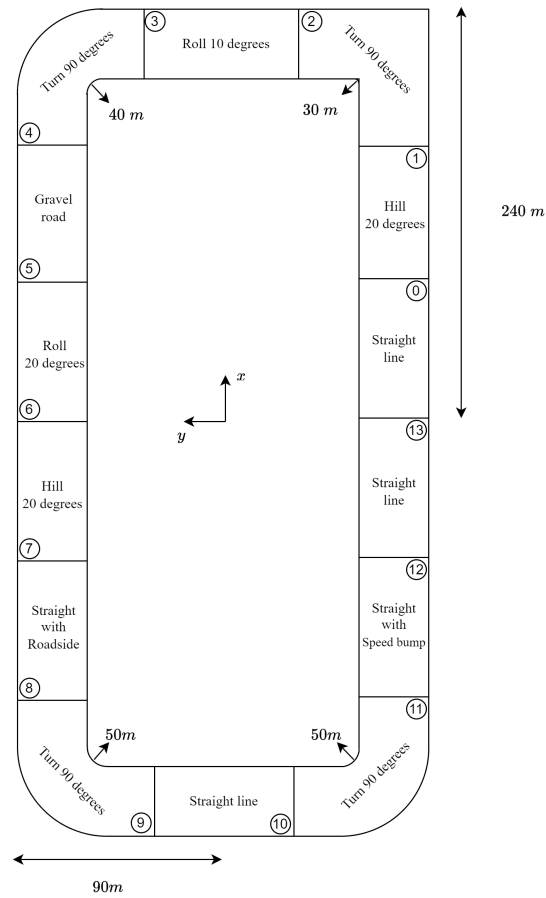 3
Roll 10 degrees
2
Turn 90 degrees
Turn 90 degrees
40 m
30 m
4
1
Gravel
road
Hill
20 degrees
240 m
5
0
Roll
20 degrees
Straight
line
x
y
6
13
Hill
20 degrees
Straight
line
7
12
Straight
with
Roadside
Straight
with
Speed bump
8
11
50m
50m
Turn 90 degrees
Straight line
Turn 90 degrees
9
10
90m